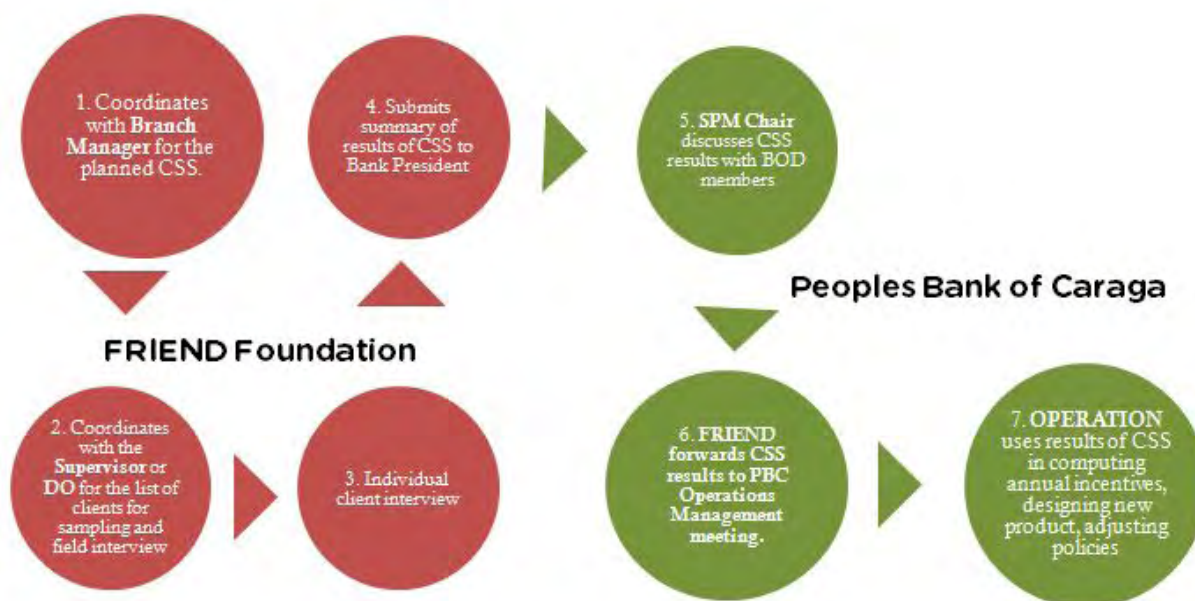 1. Coordinates
with Branch
Manager for the
planned CSS.
FRIEND Foundation
2. Coordinates
with the
Supervisor or
DO for the list of
clients for
sampling and
field interview
3. Individual
client interview
4. Submits
summary of
results of CSS to
Bank President
5. SPM Chair
discusses CSS
results with BOD
members
Peoples Bank of Caraga
6. FRIEND
forwards CSS
results to PBC
Operations
Management
meeting.
7. OPERATION
uses results of CSS
in computing
annual incentives,
designing new
product, adjusting
policies